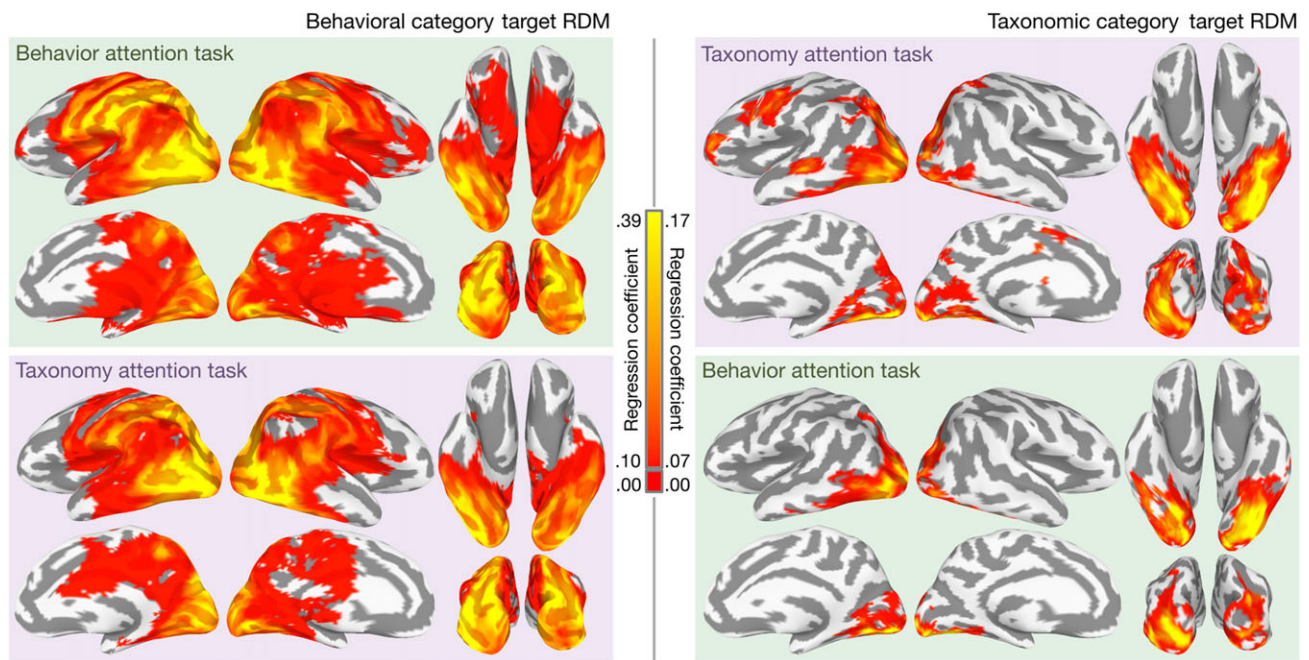 Behavioral category target RDM
Behavior attention task
Taxonomy attention task
Taxonomic category target RDM
Taxonomy attention task
Behavior attention task
.39 .17
Regression coefficient
Regression coefficient
.10 .07
.00 .00